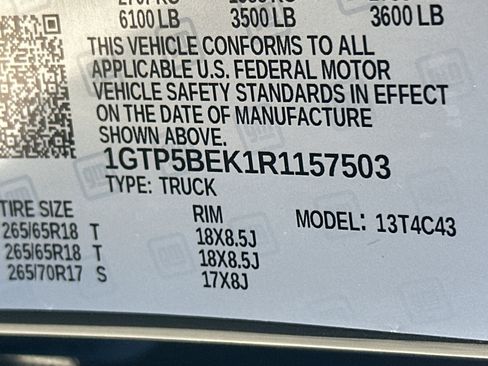 6100 LB 3500 LB 3600 LB
THIS VEHICLE CONFORMS TO ALL
APPLICABLE U.S. FEDERAL MOTOR
VEHICLE SAFETY STANDARDS IN EFFECT
ON THE DATE OF MANUFACTURE
SHOWN ABOVE.
1GTP5BEK1R1157503
TYPE: TRUCK
TIRE SIZE RIM MODEL: 13T4C43
265/65R18 T 18X8.5J
265/65R18 T 18X8.5J
265/70R17 S 17X8J